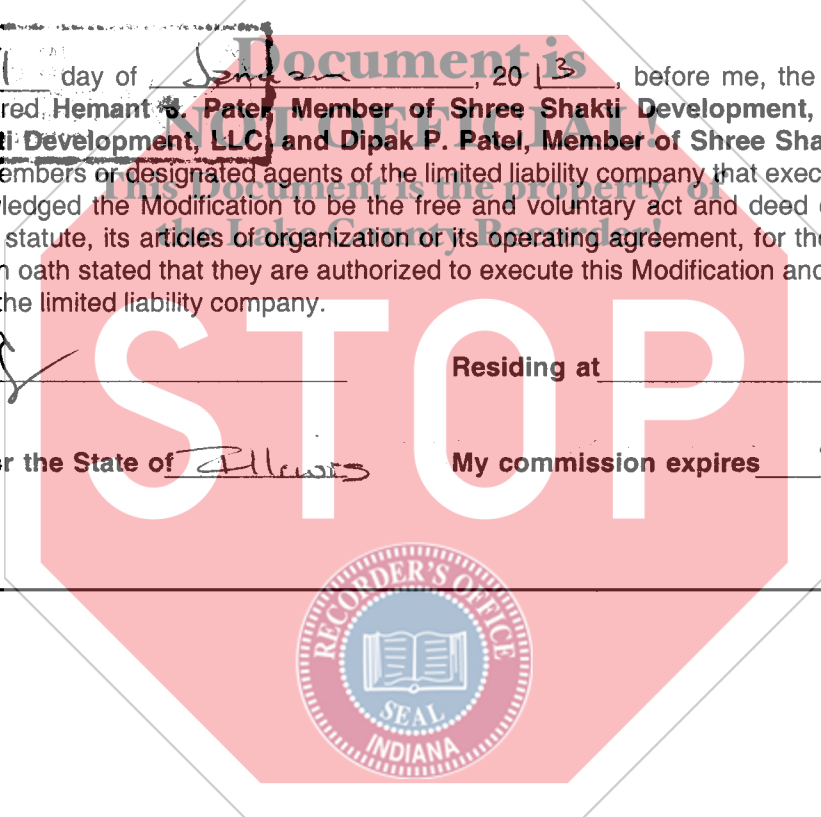 day of January, 20 13, before me, the
red Hemant . Patel, Member of Shree Shakti Development,
ti Development, LLC and Dipak P. Patel, Member of Shree Sha
embers or designated agents of the limited liability company that exec
ledged the Modification to be the free and voluntary act and deed
statute, its articles of organization or its operating agreement, for the
n oath stated that they are authorized to execute this Modification and
the limited liability company.
Residing at
r the State of Illinois My commission expires
Document is
NOT OFFICIAL!
This Document is the property of
the Lake County Recorder!
STOP
RECORDER'S OFFICE
SEAL
INDIANA